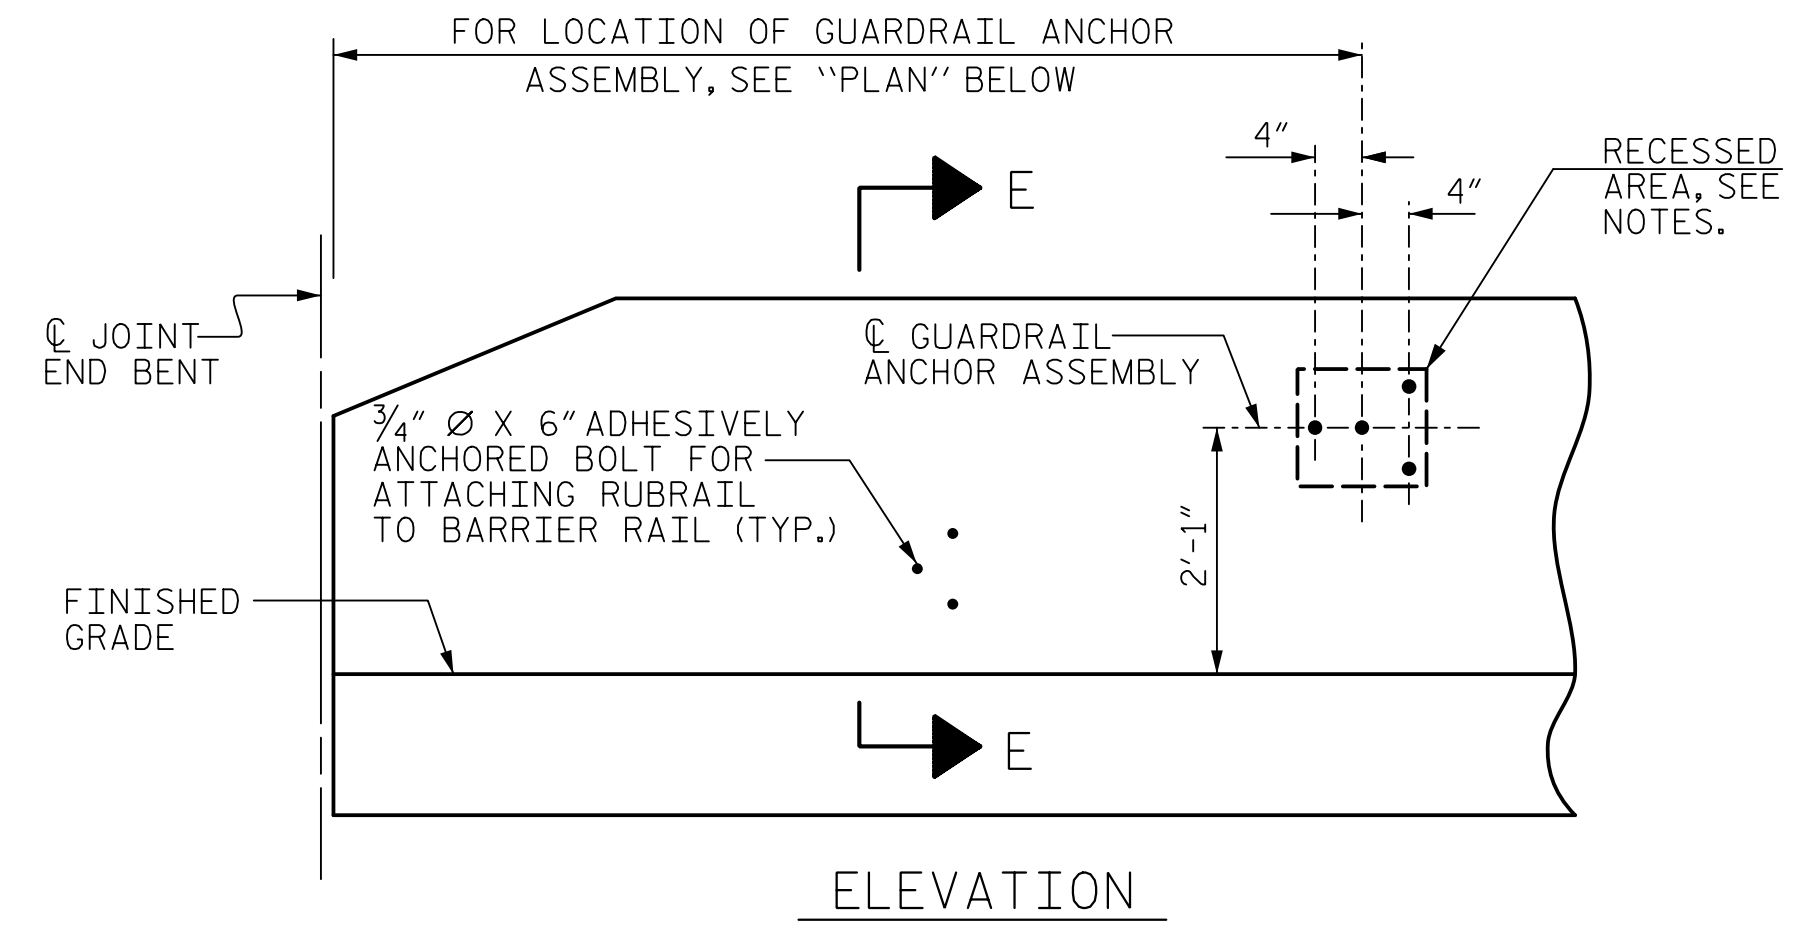 FOR LOCATION OF GUARDRAIL ANCHOR
ASSEMBLY, SEE "PLAN" BELOW
4"
4"
RECESSED
AREA, SEE
NOTES.
E
℄ JOINT
END BENT
℄ GUARDRAIL
ANCHOR ASSEMBLY
3/4" Ø X 6" ADHESIVELY
ANCHORED BOLT FOR
ATTACHING RUBRAIL
TO BARRIER RAIL (TYP.)
2'-1"
FINISHED
GRADE
E
ELEVATION